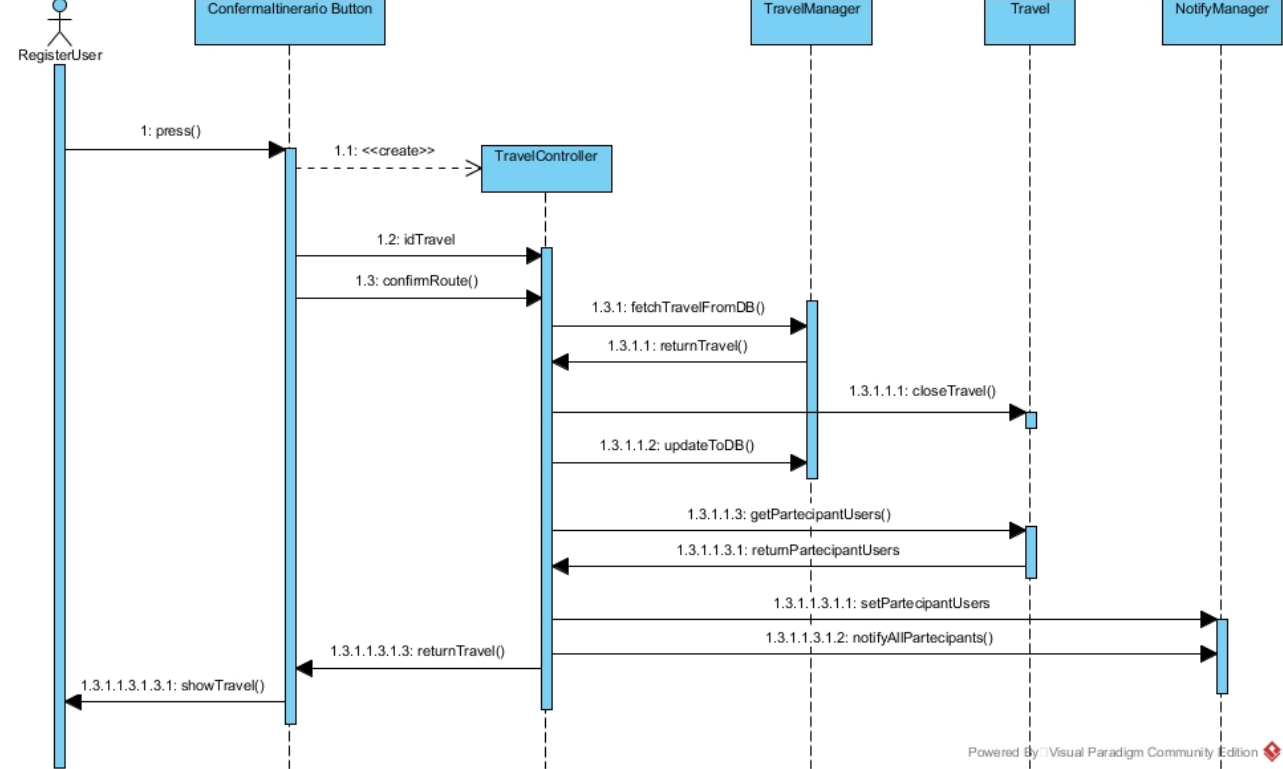 ConfermaItinerario Button
TravelManager
Travel
NotifyManager
RegisterUser
1: press()
1.1: <<create>>
TravelController
1.2: idTravel
1.3: confirmRoute()
1.3.1: fetchTravelFromDB()
1.3.1.1: returnTravel()
1.3.1.1.1: closeTravel()
1.3.1.1.2: updateToDB()
1.3.1.1.3: getPartecipantUsers()
1.3.1.1.3.1: returnPartecipantUsers
1.3.1.1.3.1.1: setPartecipantUsers
1.3.1.1.3.1.2: notifyAllPartecipants()
1.3.1.1.3.1.3: returnTravel()
1.3.1.1.3.1.3.1: showTravel()
Powered By Visual Paradigm Community Edition